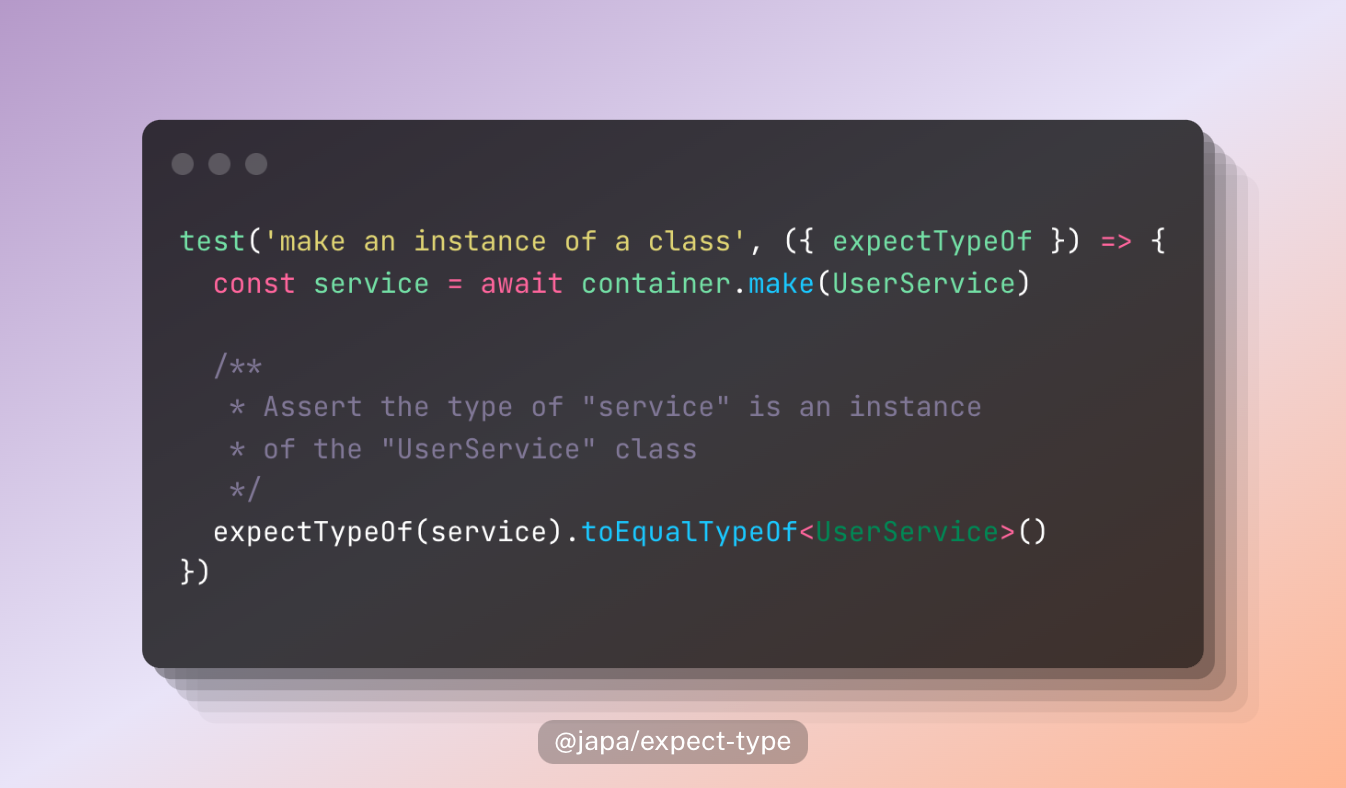 test('make an instance of a class', ({ expectTypeOf }) => {
  const service = await container.make(UserService)

  /**
   * Assert the type of "service" is an instance
   * of the "UserService" class
   */
  expectTypeOf(service).toEqualTypeOf<UserService>()
})
@japa/expect-type